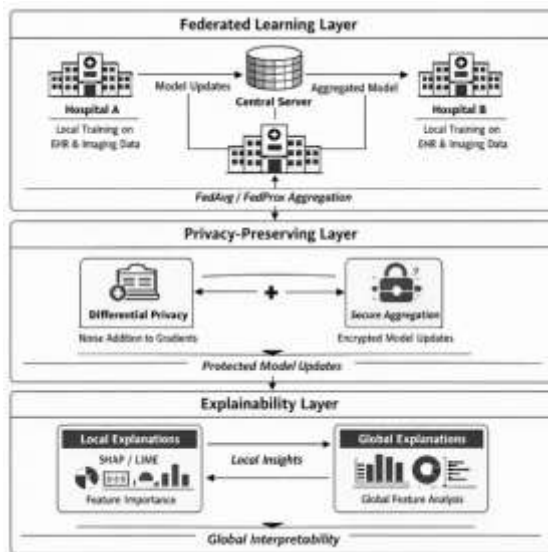 Federated Learning Layer
Model Updates
Aggregated Model
Hospital A
Central Server
Hospital B
Local Training on
EHR & Imaging Data
Local Training on
EHR & Imaging Data
FedAvg / FedProx Aggregation
Privacy-Preserving Layer
Differential Privacy
Secure Aggregation
Noise Addition to Gradients
Encrypted Model Updates
Protected Model Updates
Explainability Layer
Local Explanations
Global Explanations
SHAP / LIME
Local Insights
Feature Importance
Global Feature Analysis
Global Interpretability